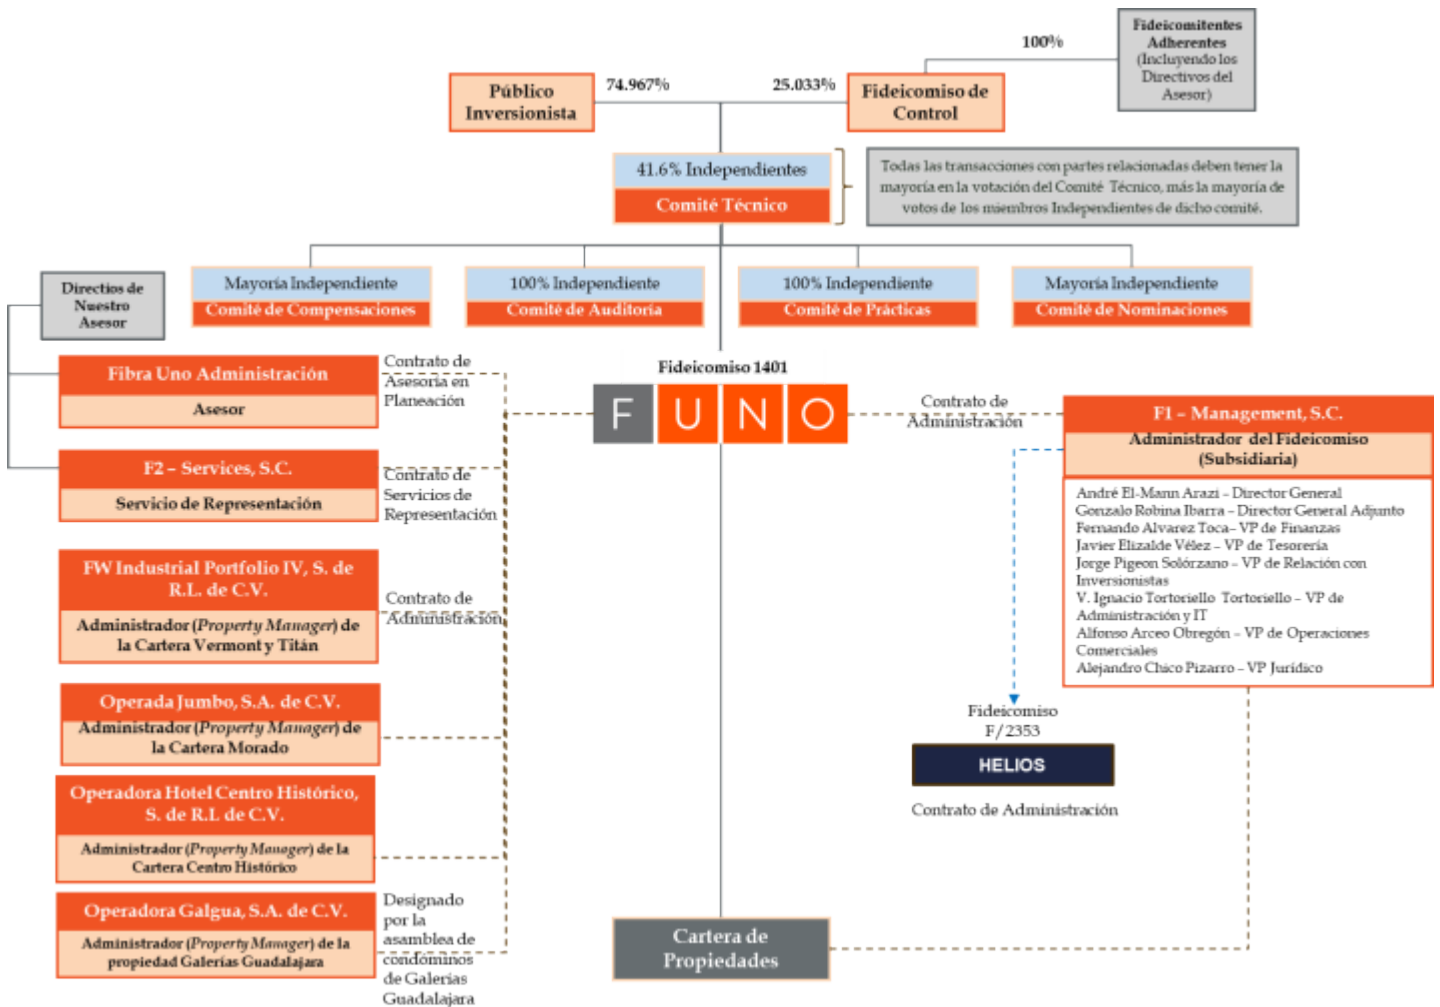 Fideicomitentes
Adherentes
(Incluyendo los
Directivos del
Asesor)
100%
Público
Inversionista
74.967%
25.033%
Fideicomiso de
Control
41.6% Independientes
Comité Técnico
Todas las transacciones con partes relacionadas deben tener la
mayoría en la votación del Comité Técnico, más la mayoría de
votos de los miembros Independientes de dicho comité.
Directios de
Nuestro
Asesor
Mayoría Independiente
Comité de Compensaciones
100% Independiente
Comité de Auditoría
100% Independiente
Comité de Prácticas
Mayoría Independiente
Comité de Nominaciones
Fibra Uno Administración
Asesor
Contrato de
Asesoría en
Planeación
Fideicomiso 1401
FUNO
Contrato de
Administración
F1 – Management, S.C.
Administrador del Fideicomiso
(Subsidiaria)
André El-Mann Arazi – Director General
Gonzalo Robina Ibarra – Director General Adjunto
Fernando Alvarez Toca– VP de Finanzas
Javier Elizalde Vélez – VP de Tesorería
Jorge Pigeon Solórzano – VP de Relación con
Inversionistas
V. Ignacio Tortoriello Tortoriello – VP de
Administración y IT
Alfonso Arceo Obregón – VP de Operaciones
Comerciales
Alejandro Chico Pizarro – VP Jurídico
F2 – Services, S.C.
Servicio de Representación
Contrato de
Servicios de
Representación
FW Industrial Portfolio IV, S. de
R.L. de C.V.
Administrador (Property Manager) de
la Cartera Vermont y Titán
Contrato de
Administración
Operada Jumbo, S.A. de C.V.
Administrador (Property Manager) de
la Cartera Morado
Fideicomiso
F/2353
HELIOS
Contrato de Administración
Operadora Hotel Centro Histórico,
S. de R.L de C.V.
Administrador (Property Manager) de la
Cartera Centro Histórico
Operadora Galgua, S.A. de C.V.
Administrador (Property Manager) de la
propiedad Galerías Guadalajara
Designado
por la
asamblea de
condóminos
de Galerías
Guadalajara
Cartera de
Propiedades